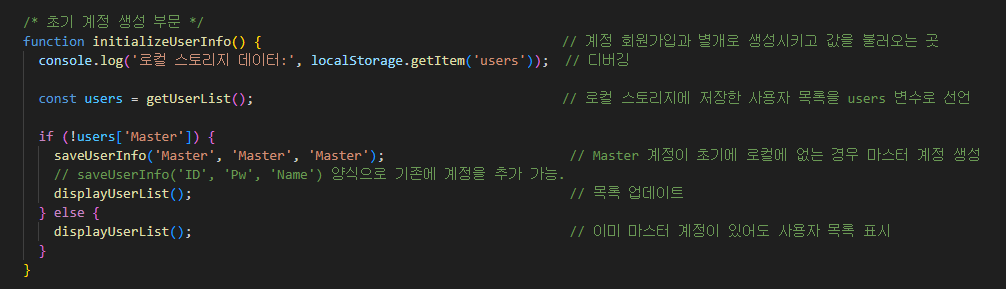 /* 초기 계정 생성 부문 */
function initializeUserInfo() { // 계정 회원가입과 별개로 생성시키고 값을 불러오는 곳
console.log('로컬 스토리지 데이터:', localStorage.getItem('users')); // 디버깅
const users = getUserList(); // 로컬 스토리지에 저장한 사용자 목록을 users 변수로 선언
if (!users['Master']) {
saveUserInfo('Master', 'Master', 'Master'); // Master 계정이 초기에 로컬에 없는 경우 마스터 계정 생성
// saveUserInfo('ID', 'Pw', 'Name') 양식으로 기존에 계정을 추가 가능.
displayUserList(); // 목록 업데이트
} else {
displayUserList(); // 이미 마스터 계정이 있어도 사용자 목록 표시
}
}